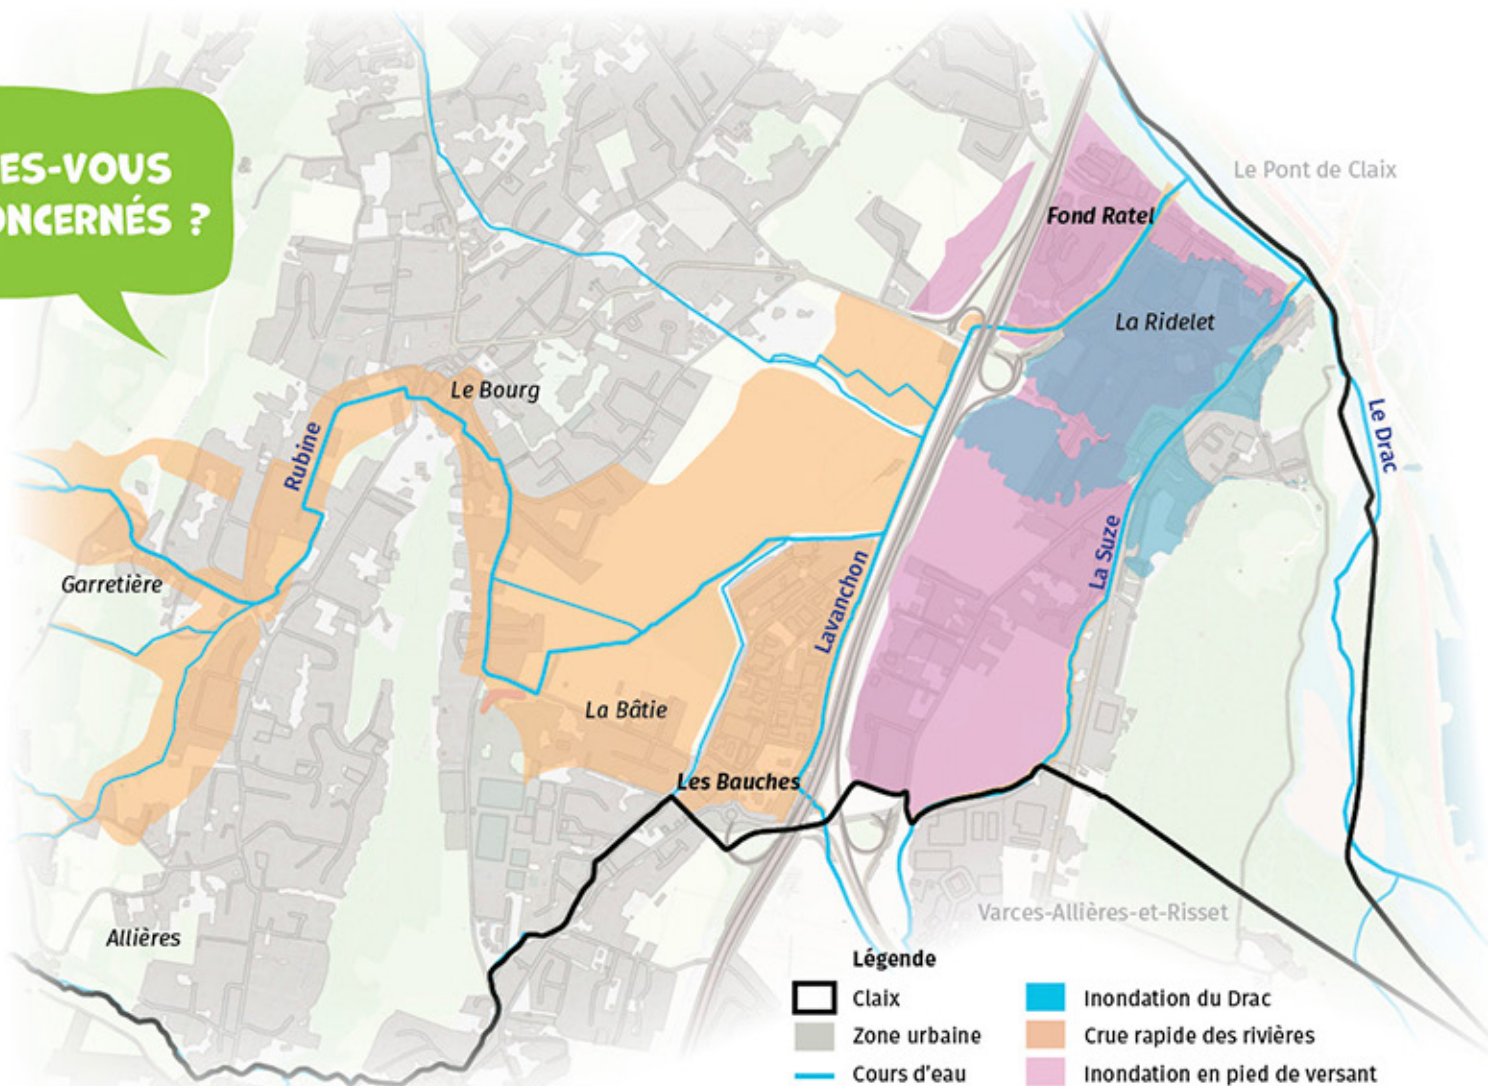 ES-VOUS
ONCERNÉS ?
Le Pont de Claix
Fond Ratel
La Ridelet
Le Bourg
Le Drac
Rubine
La Suze
Garretière
Lavanchon
La Bâtie
Les Bauches
Varces-Allières-et-Risset
Allières
Légende
Claix
Zone urbaine
Cours d'eau
Inondation du Drac
Crue rapide des rivières
Inondation en pied de versant